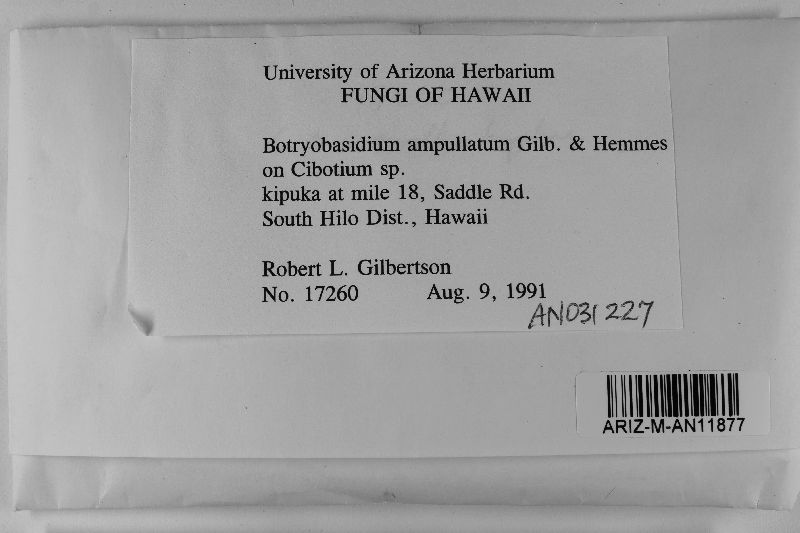 University of Arizona Herbarium
FUNGI OF HAWAII
Botryobasidium ampullatum Gilb. & Hemmes
on Cibotium sp.
kipuka at mile 18, Saddle Rd.
South Hilo Dist., Hawaii
Robert L. Gilbertson
No. 17260 Aug. 9, 1991
AN031227
ARIZ-M-AN11877